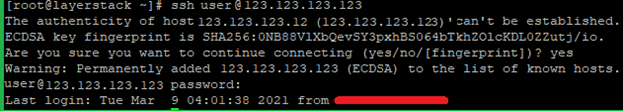 [root@layerstack ~]# ssh user@123.123.123.123
The authenticity of host 123.123.123.12 (123.123.123.123)'can't be established.
ECDSA key fingerprint is SHA256:0NB88VlXbQevSY3pxhBS064bTkhZOlcKDL0ZZutj/io.
Are you sure you want to continue connecting (yes/no/[fingerprint])? yes
Warning: Permanently added 123.123.123.123 (ECDSA) to the list of known hosts.
user@123.123.123 password:
Last login: Tue Mar  9 04:01:38 2021 from